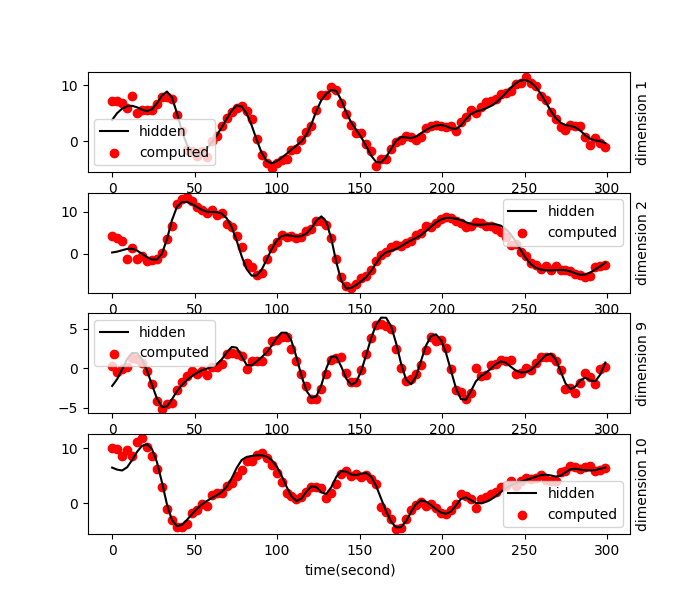 10
0
hidden
computed
dimension 1
0 50 100 150 200 250 300
10
0
hidden
computed
dimension 2
0 50 100 150 200 250 300
5
0
−5
hidden
computed
dimension 9
0 50 100 150 200 250 300
10
0
hidden
computed
dimension 10
0 50 100 150 200 250 300
time(second)